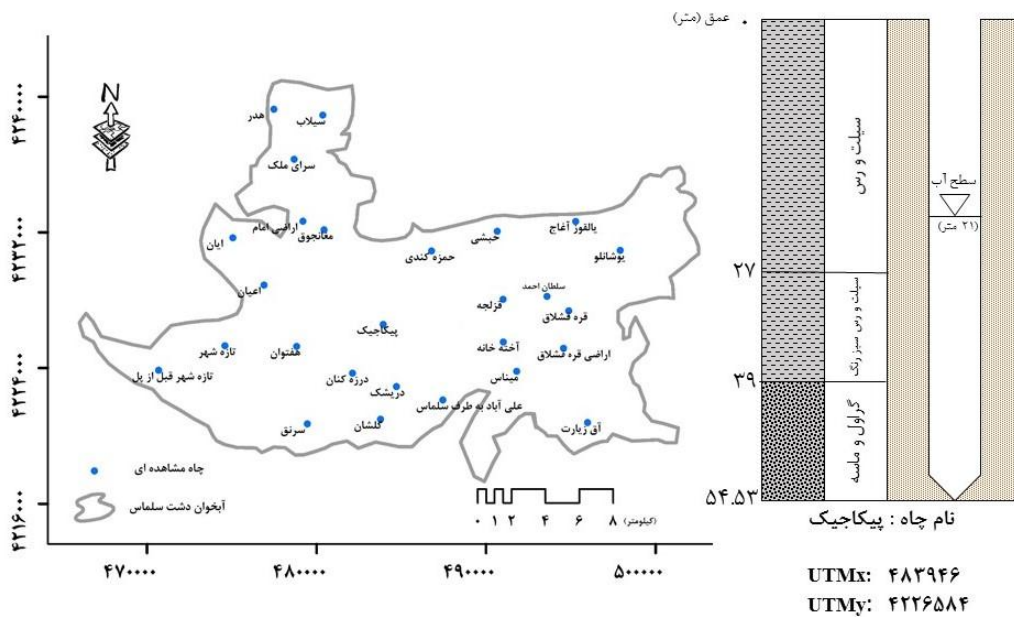 N
۴۲۴۰۰۰۰
۴۲۳۲۰۰۰
۴۲۲۴۰۰۰
۴۲۱۶۰۰۰
هدر
سیلاب
سرای ملک
اراضی امام
مغانجوق
ایان
حمزه کندی
حبشی
یالقوز آغاج
یوشانلو
اعیان
سلطان احمد
قزلجه
قره قشلاق
پیکاجیک
تازه شهر
هفتوان
آخته خانه
اراضی قره قشلاق
تازه شهر قبل از پل
درزه کنان
میناس
دریشک
علی آباد به طرف سلماس
سرنق
گلشان
آق زیارت
چاه مشاهده ای
آبخوان دشت سلماس
۰ ۱ ۲ ۴ ۶ ۸ (کیلومتر)
۴۷۰۰۰۰ ۴۸۰۰۰۰ ۴۹۰۰۰۰ ۵۰۰۰۰۰
عمق (متر)
۰
سیلت و رس
سطح آب
(۲۱ متر)
۲۷
سیلت و رس سبز رنگ
۳۹
گراول و ماسه
۵۴.۵۳
نام چاه : پیکاجیک
UTMx: ۴۸۳۹۴۶
UTMy: ۴۲۲۶۵۸۴